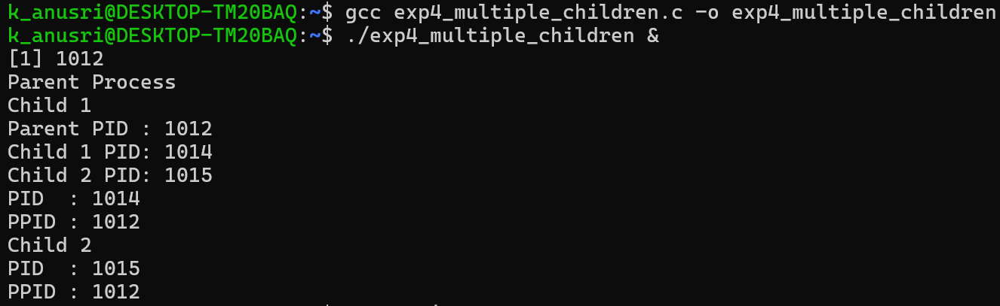 k_anusri@DESKTOP-TM20BAQ:~$ gcc exp4_multiple_children.c -o exp4_multiple_children
k_anusri@DESKTOP-TM20BAQ:~$ ./exp4_multiple_children &
[1] 1012
Parent Process
Child 1
Parent PID : 1012
Child 1 PID: 1014
Child 2 PID: 1015
PID  : 1014
PPID : 1012
Child 2
PID  : 1015
PPID : 1012